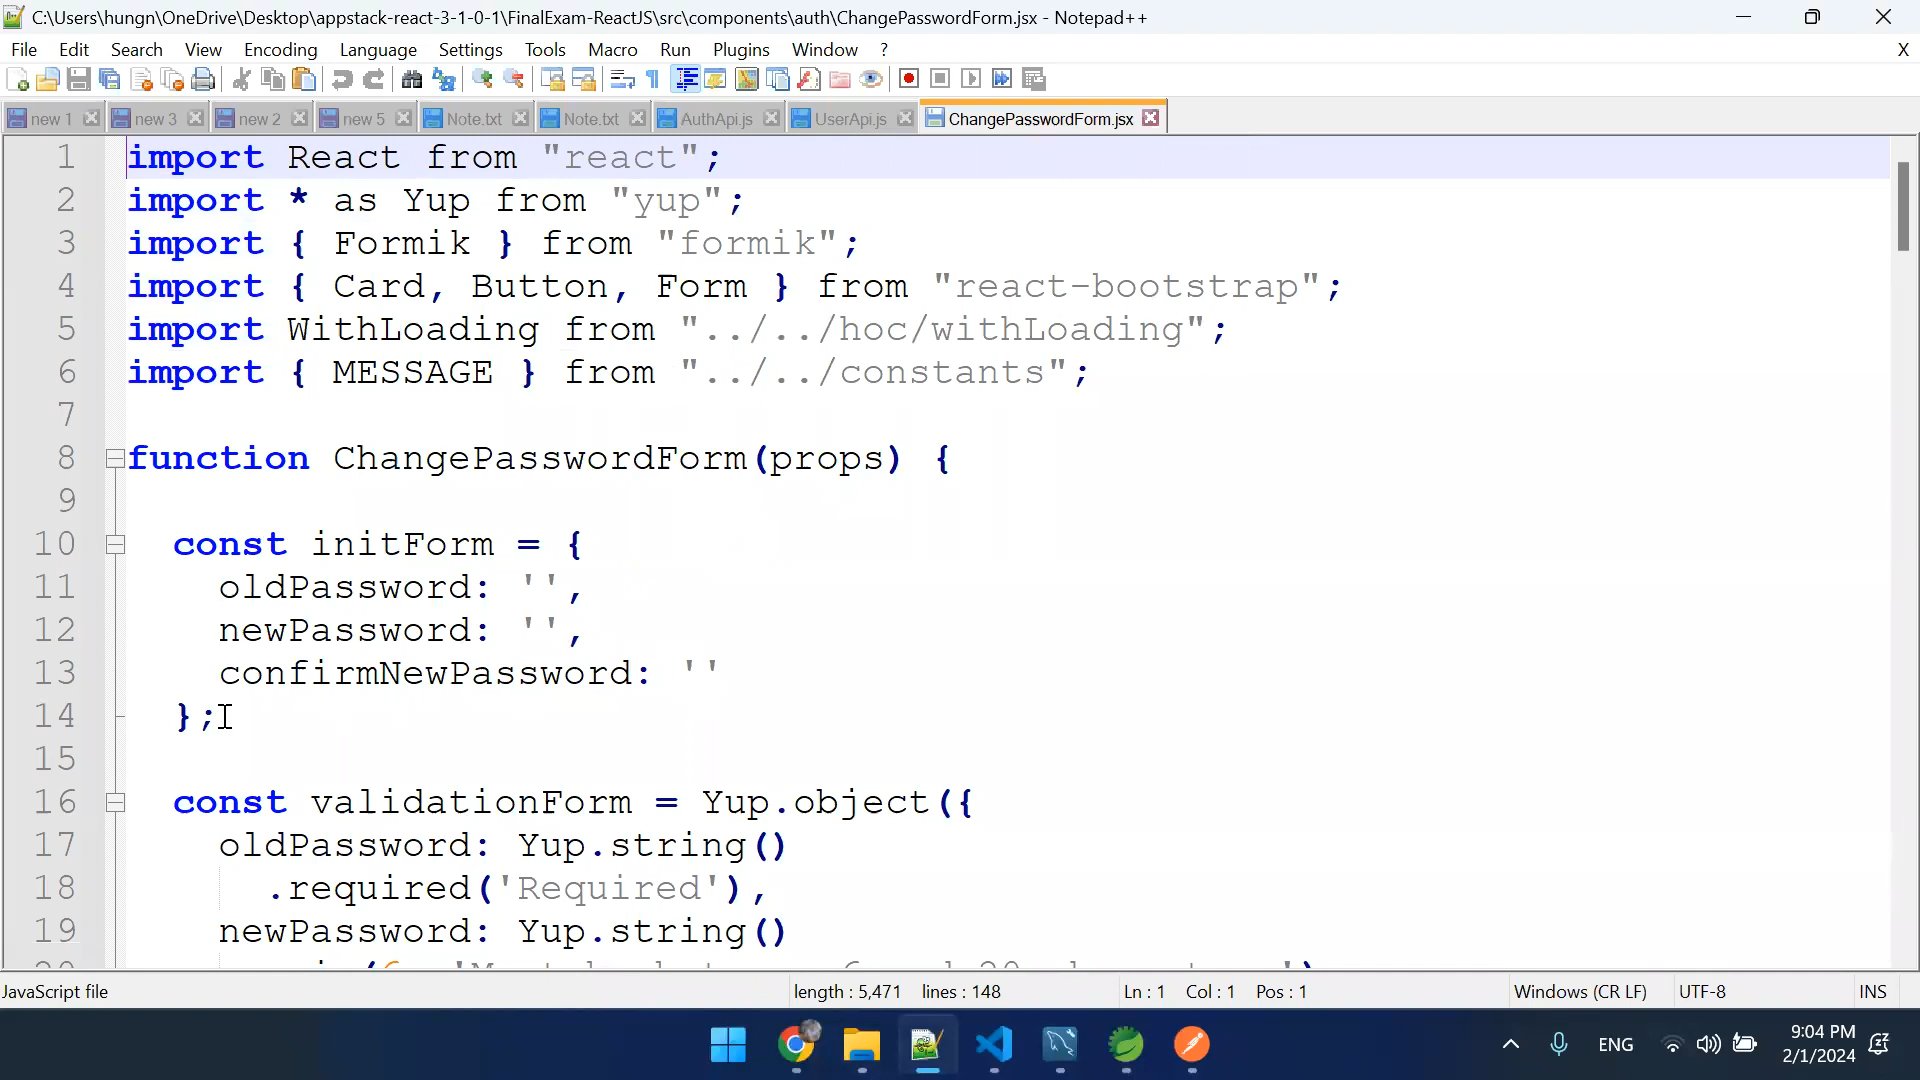 C:\Users\hungn\OneDrive\Desktop\appstack-react-3-1-0-1\FinalExam-ReactJS\src\components\auth\ChangePasswordForm.jsx - Notepad++
File Edit Search View Encoding Language Settings Tools Macro Run Plugins Window ? X
new 1 new 3 new 2 new 5 Note.txt Note.txt AuthApi.js UserApi.js ChangePasswordForm.jsx
1 import React from "react";
2 import * as Yup from "yup";
3 import { Formik } from "formik";
4 import { Card, Button, Form } from "react-bootstrap";
5 import WithLoading from "../../hoc/withLoading";
6 import { MESSAGE } from "../../constants";
7
8 function ChangePasswordForm(props) {
9
10 const initForm = {
11 oldPassword: '',
12 newPassword: '',
13 confirmNewPassword: ''
14 };
15
16 const validationForm = Yup.object({
17 oldPassword: Yup.string()
18 .required('Required'),
19 newPassword: Yup.string()
JavaScript file length : 5,471 lines : 148 Ln : 1 Col : 1 Pos : 1 Windows (CR LF) UTF-8 INS
ENG 9:04 PM
2/1/2024